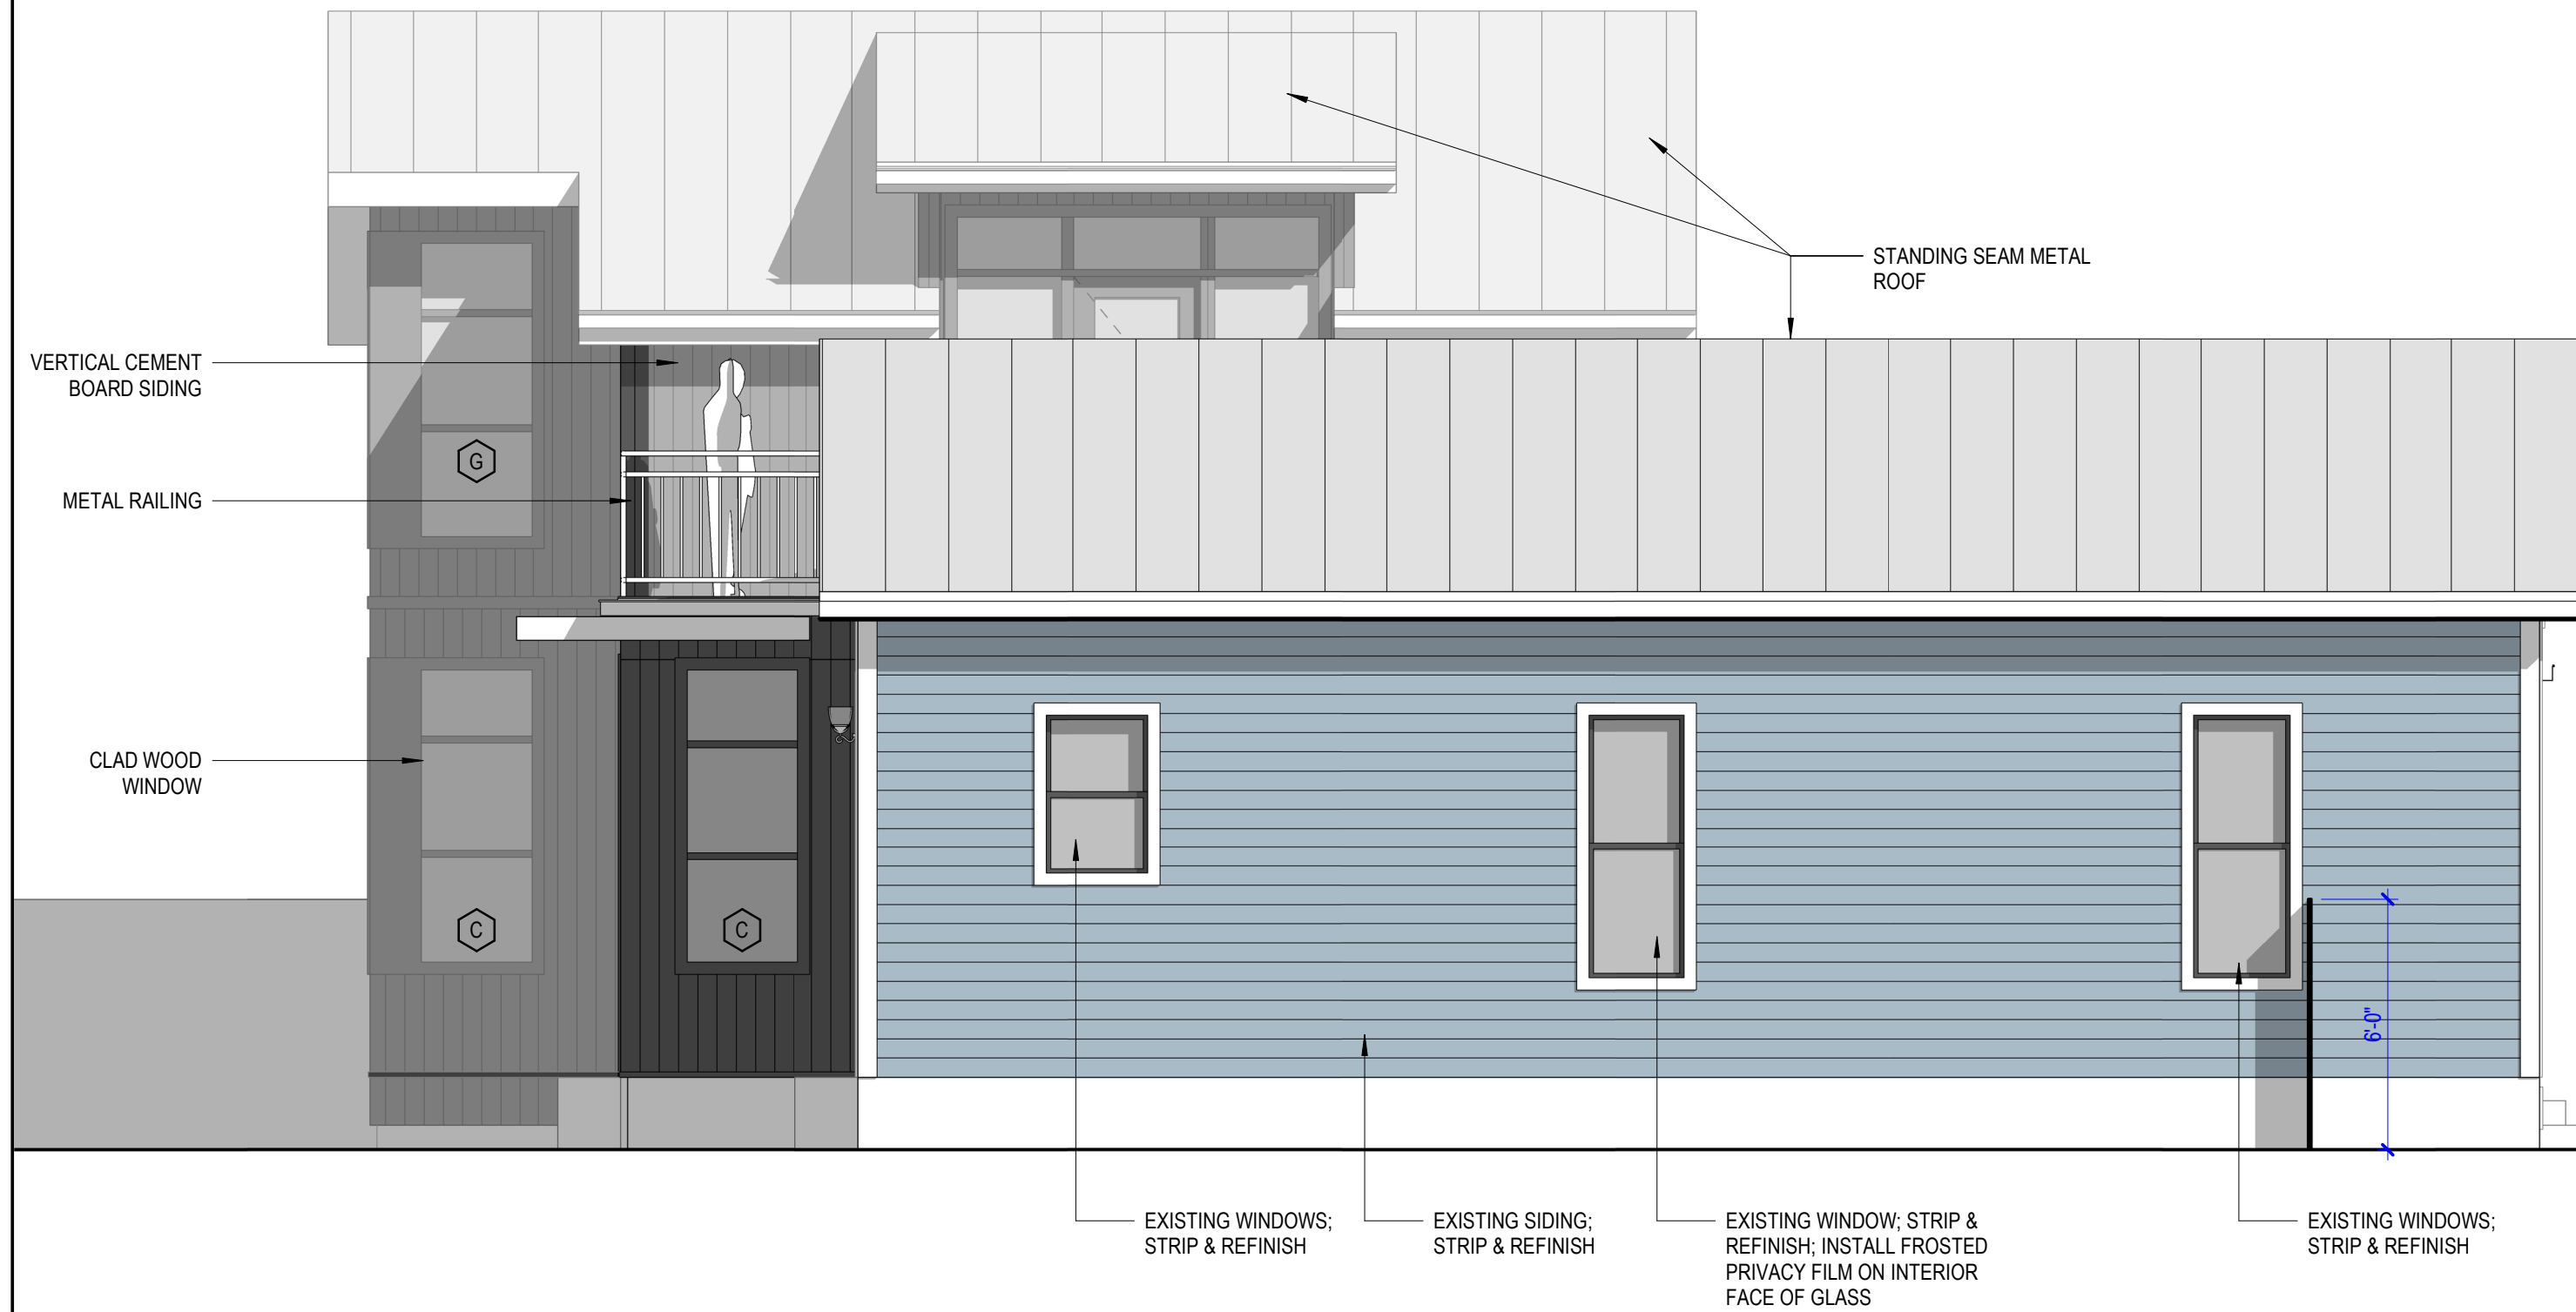 STANDING SEAM METAL
ROOF
VERTICAL CEMENT
BOARD SIDING
G
METAL RAILING
CLAD WOOD
WINDOW
C
C
6'-0"
EXISTING WINDOWS;
STRIP & REFINISH
EXISTING SIDING;
STRIP & REFINISH
EXISTING WINDOW; STRIP &
REFINISH; INSTALL FROSTED
PRIVACY FILM ON INTERIOR
FACE OF GLASS
EXISTING WINDOWS;
STRIP & REFINISH